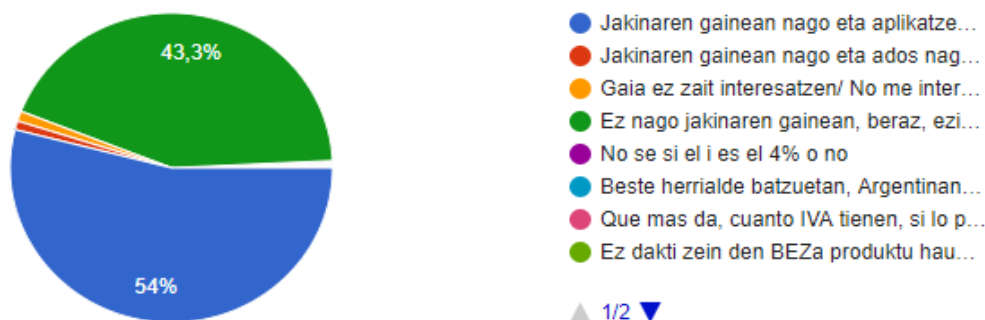 43,3%
54%
Jakinaren gainean nago eta aplikatze...
Jakinaren gainean nago eta ados nag...
Gaia ez zait interesatzen/ No me inter...
Ez nago jakinaren gainean, beraz, ezi...
No se si el i es el 4% o no
Beste herrialde batzuetan, Argentinan...
Que mas da, cuanto IVA tienen, si lo p...
Ez dakti zein den BEZa produktu hau...
1/2